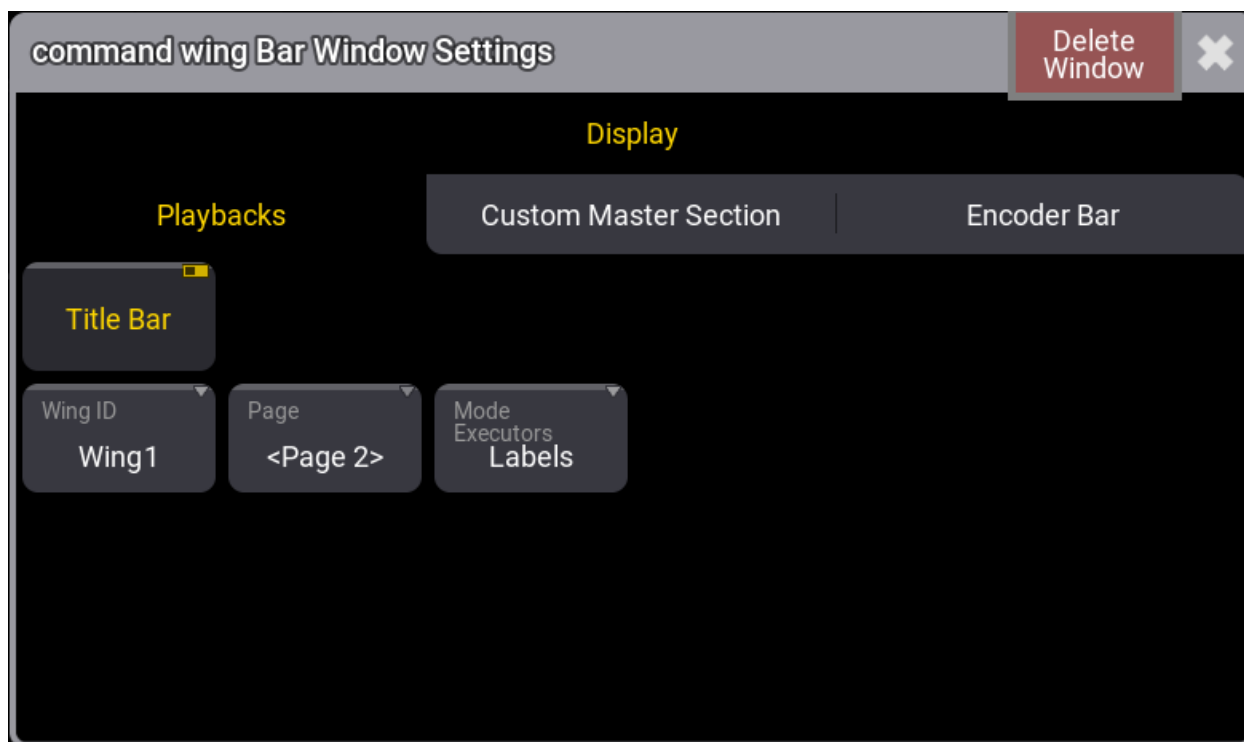 command wing Bar Window Settings
Delete
Window
Display
Playbacks
Custom Master Section
Encoder Bar
Title Bar
Wing ID
Wing1
Page
<Page 2>
Mode
Executors
Labels